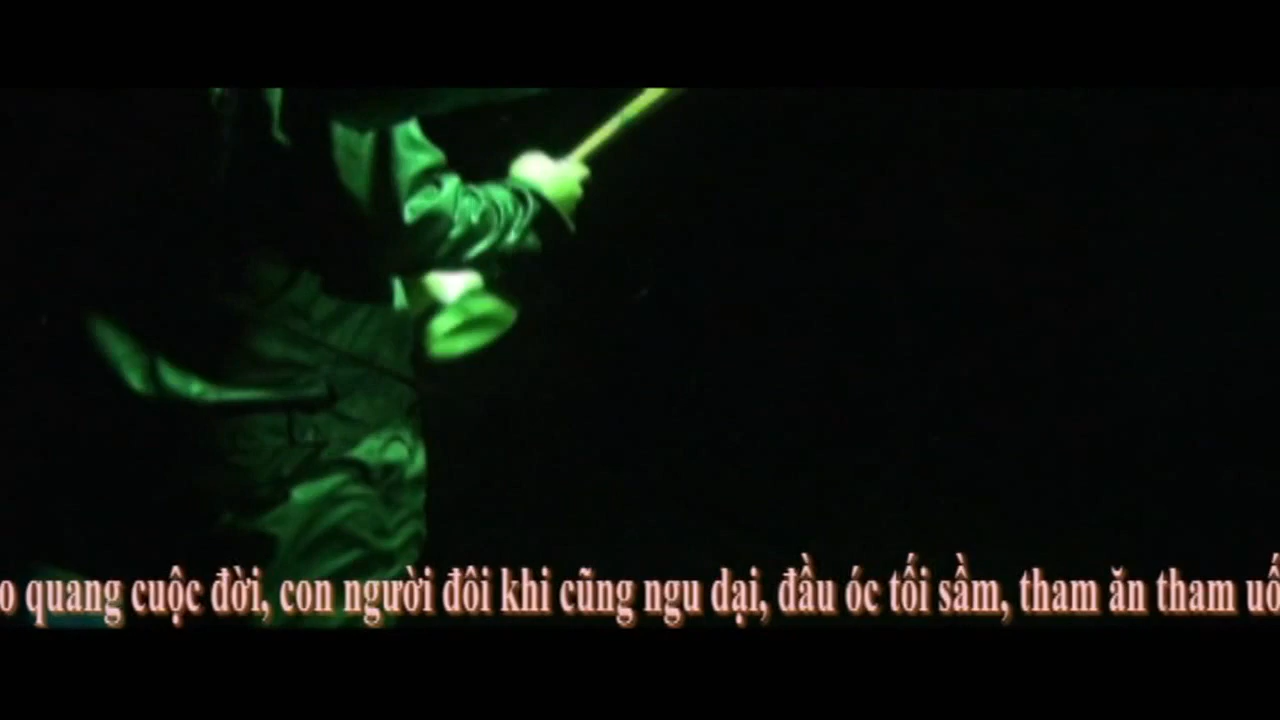 o quang cuộc đời, con người đôi khi cũng ngu dại, đầu óc tối sầm, tham ăn tham uố